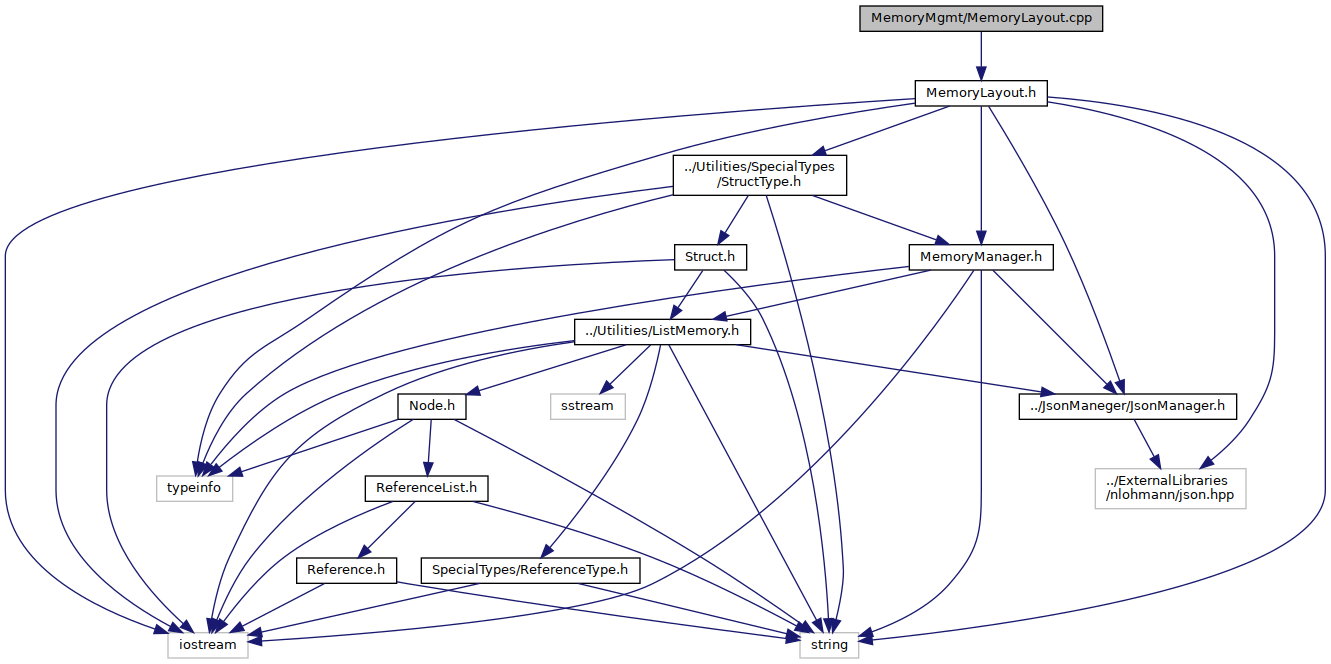 MemoryMgmt/MemoryLayout.cpp
MemoryLayout.h
../Utilities/SpecialTypes
/StructType.h
Struct.h
MemoryManager.h
../Utilities/ListMemory.h
Node.h
sstream
../JsonManeger/JsonManager.h
typeinfo
ReferenceList.h
../ExternalLibraries
/nlohmann/json.hpp
Reference.h
SpecialTypes/ReferenceType.h
iostream
string